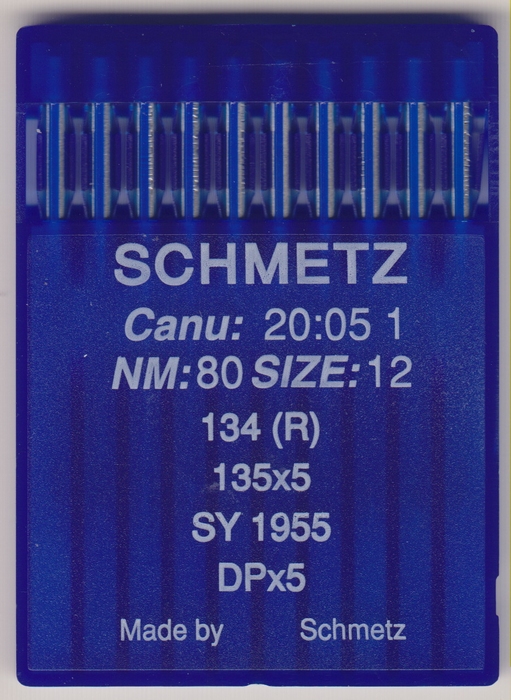 SCHMETZ
Canu: 20:05 1
NM: 80 SIZE: 12
134 (R)
135x5
SY 1955
DPx5
Made by Schmetz